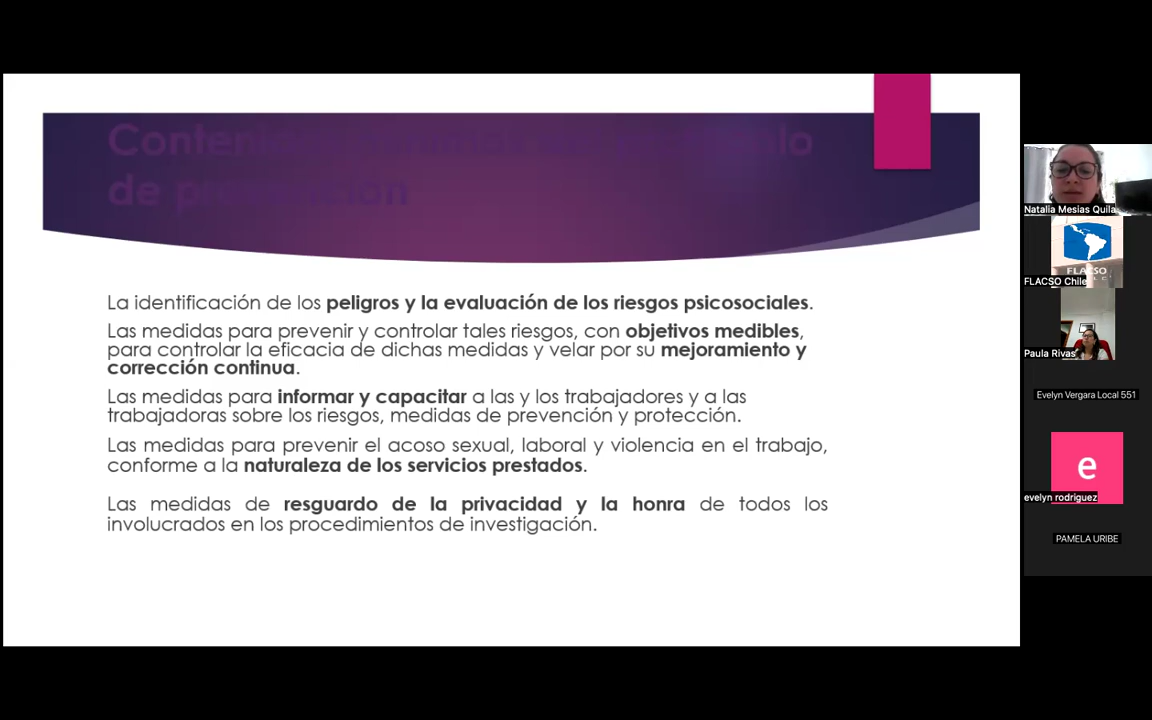 de prevención
La identificación de los peligros y la evaluación de los riesgos psicosociales.
Las medidas para prevenir y controlar tales riesgos, con objetivos medibles,
para controlar la eficacia de dichas medidas y velar por su mejoramiento y
corrección continua.
Las medidas para informar y capacitar a las y los trabajadores y a las
trabajadoras sobre los riesgos, medidas de prevención y protección.
Las medidas para prevenir el acoso sexual, laboral y violencia en el trabajo,
conforme a la naturaleza de los servicios prestados.
Las medidas de resguardo de la privacidad y la honra de todos los
involucrados en los procedimientos de investigación.
Natalia Mesias Quila
FLACSO
FLACSO Chile
Paula Rivas
Evelyn Vergara Local 551
e
evelyn rodriguez
PAMELA URIBE